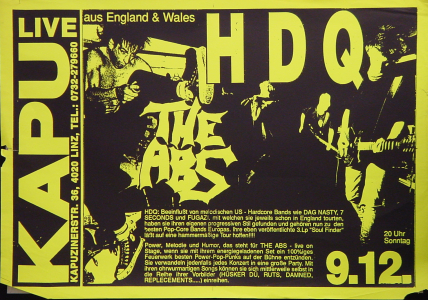 KAPU
LIVE
KAPUZINERSTR. 36, 4020 LINZ, TEL.: 0732-279660
aus England & Wales
HDQ
THE
ABS
HDQ: Beeinflußt von melodischen US - Hardcore Bands wie DAG NASTY, 7
SECONDS und FUGAZI, mit welchen sie jeweils schon in England tourten,
haben sie ihren eigenen progressiven Stil gefunden und gehören nun zu den
besten Pop-Core Bands Europas. Ihre eben veröffentlichte 3.Lp "Soul Finder"
läßt auf eine hammermäßige Tour hoffen!!!!
Power, Melodie und Humor, das steht für THE ABS - live on
Stage, wenn sie mit ihrem energiegeladenen Set ein 100%iges
Feuerwerk besten Power-Pop-Punks auf der Bühne entzünden.
Sie verwandeln jedenfalls jedes Konzert in eine große Party. Mit
ihren ohrwurmartigen Songs können sie sich mittlerweile selbst in
die Reihe ihrer Vorbilder (HÜSKER DÜ, RUTS, DAMNED,
REPLECEMENTS....) einreihen.
20 Uhr
Sonntag
9.12.